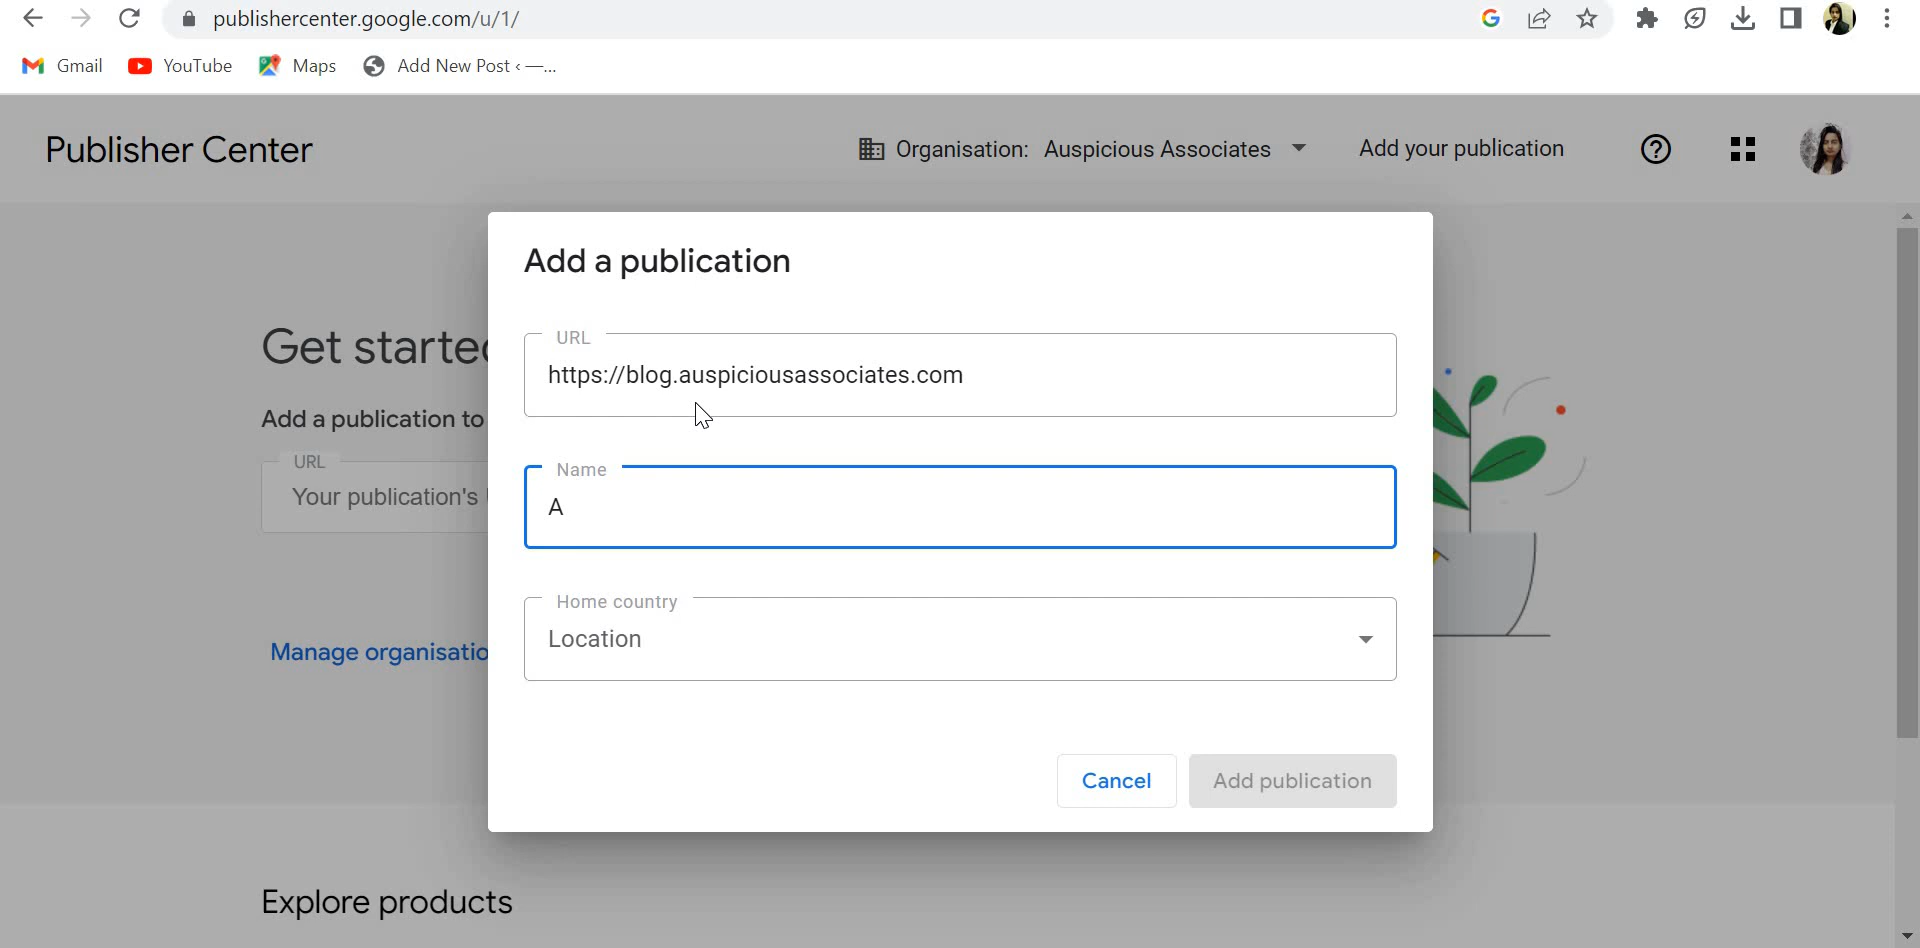 publishercenter.google.com/u/1/
Gmail YouTube Maps Add New Post ‹ —...
Publisher Center Organisation: Auspicious Associates Add your publication
Add a publication
URL
https://blog.auspiciousassociates.com
Get started
Add a publication to
URL
Your publication's
Name
A
Home country
Location
Manage organisatio
Cancel Add publication
Explore products